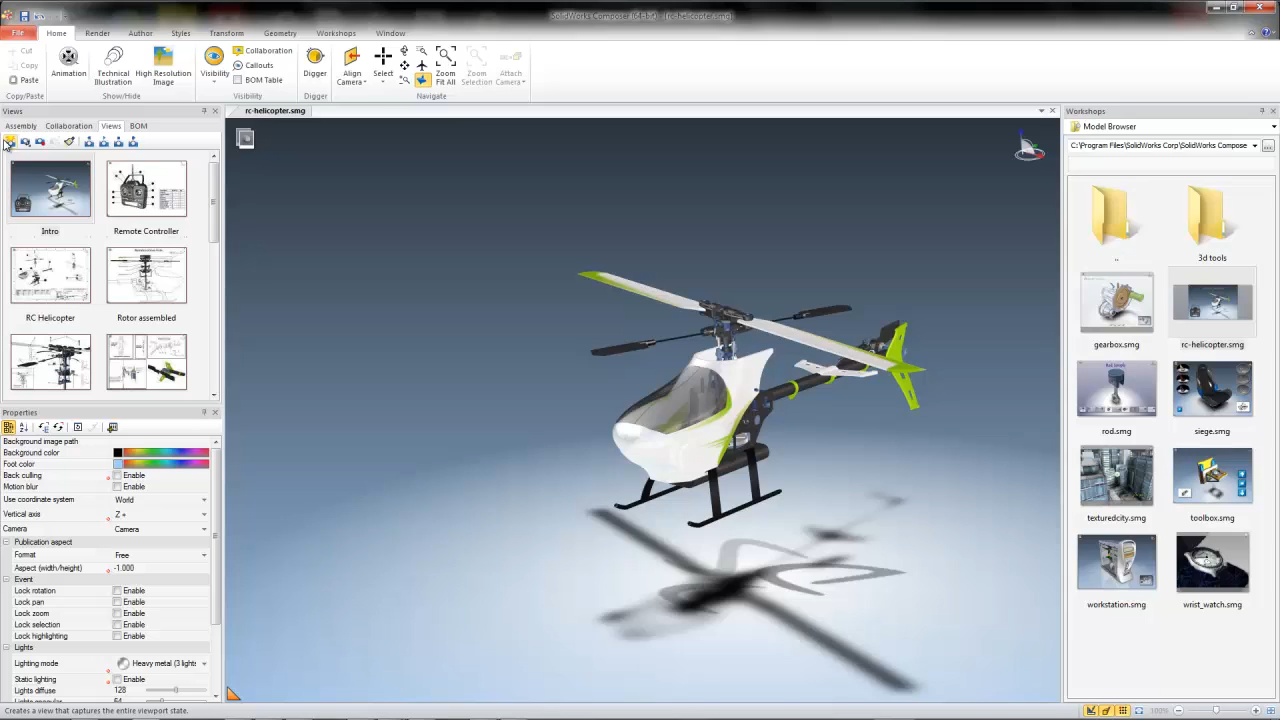 SolidWorks Composer (64-bit) - [rc-helicopter.smg]
File Home Render Author Styles Transform Geometry Workshops Window
Cut
Copy
Paste
Copy/Paste
Animation
Technical Illustration
High Resolution Image
Show/Hide
Visibility
Collaboration
Callouts
BOM Table
Visibility
Digger
Digger
Align Camera
Select
Zoom Fit All
Zoom Selection
Attach Camera
Navigate
Views
Assembly Collaboration Views BOM
Intro
Remote Controller
RC Helicopter
Rotor assembled
Properties
Background image path
Background color
Foot color
Back culling Enable
Motion blur Enable
Use coordinate system World
Vertical axis Z +
Camera Camera
Publication aspect
Format Free
Aspect (width/height) -1.000
Event
Lock rotation Enable
Lock pan Enable
Lock zoom Enable
Lock selection Enable
Lock highlighting Enable
Lights
Lighting mode Heavy metal (3 lights
Static lighting Enable
Lights diffuse 128
Creates a view that captures the entire viewport state.
rc-helicopter.smg
Workshops
Model Browser
C:\Program Files\SolidWorks Corp\SolidWorks Compose
..
3d tools
gearbox.smg
rc-helicopter.smg
rod.smg
siege.smg
texturedcity.smg
toolbox.smg
workstation.smg
wrist_watch.smg
100%